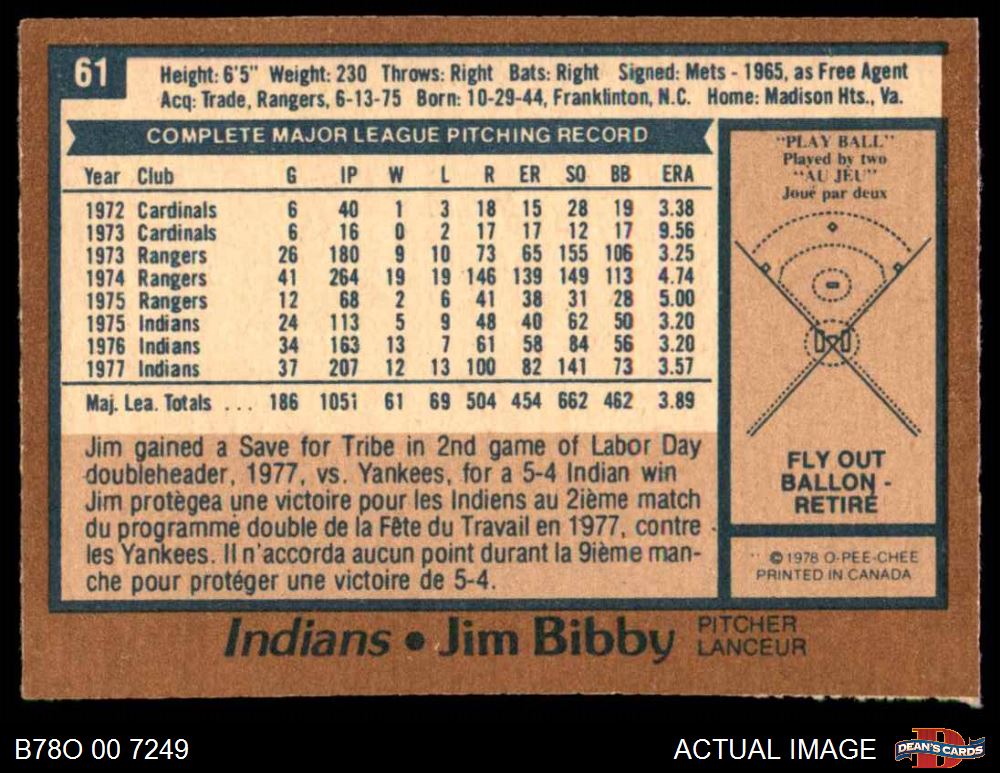 61
Height: 6'5" Weight: 230 Throws: Right Bats: Right Signed: Mets - 1965, as Free Agent
Acq: Trade, Rangers, 6-13-75 Born: 10-29-44, Franklinton, N.C. Home: Madison Hts., Va.
COMPLETE MAJOR LEAGUE PITCHING RECORD
Year Club G IP W L R ER SO BB ERA
1972 Cardinals 6 40 1 3 18 15 28 19 3.38
1973 Cardinals 6 16 0 2 17 17 12 17 9.56
1973 Rangers 26 180 9 10 73 65 155 106 3.25
1974 Rangers 41 264 19 19 146 139 149 113 4.74
1975 Rangers 12 68 2 6 41 38 31 28 5.00
1975 Indians 24 113 5 9 48 40 62 50 3.20
1976 Indians 34 163 13 7 61 58 84 56 3.20
1977 Indians 37 207 12 13 100 82 141 73 3.57
Maj. Lea. Totals ... 186 1051 61 69 504 454 662 462 3.89
Jim gained a Save for Tribe in 2nd game of Labor Day
doubleheader, 1977, vs. Yankees, for a 5-4 Indian win
Jim protègea une victoire pour les Indiens au 2ième match
du programme double de la Fête du Travail en 1977, contre
les Yankees. Il n'accorda aucun point durant la 9ième man-
che pour protéger une victoire de 5-4.
"PLAY BALL"
Played by two
"AU JEU"
Joué par deux
FLY OUT
BALLON -
RETIRÉ
©1978 O-PEE-CHEE
PRINTED IN CANADA
Indians • Jim Bibby PITCHER
LANCEUR
B78O 00 7249
ACTUAL IMAGE
DEAN'S CARDS